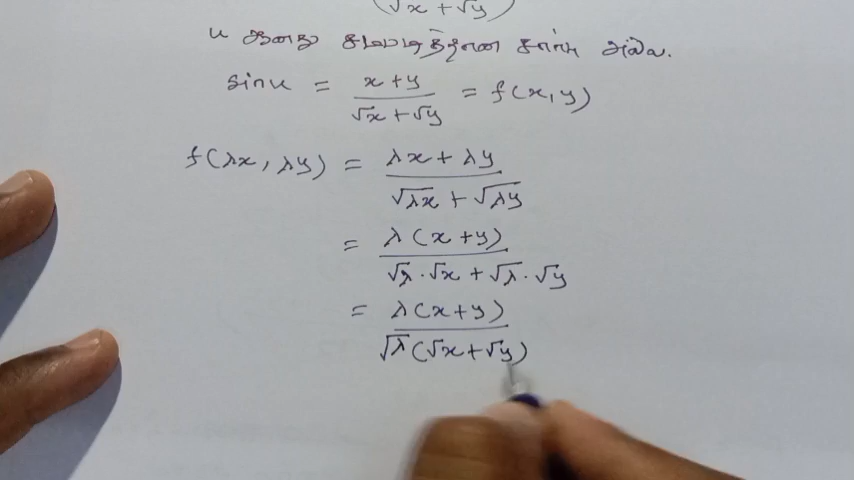 (√x + √y)
u ஆனது சமபடித்தான சார்பு அல்ல.
sin u = x + y / √x + √y = f(x, y)
f(λx, λy) = λx + λy / √λx + √λy
= λ(x + y) / √λ · √x + √λ · √y
= λ(x + y) / √λ(√x + √y)